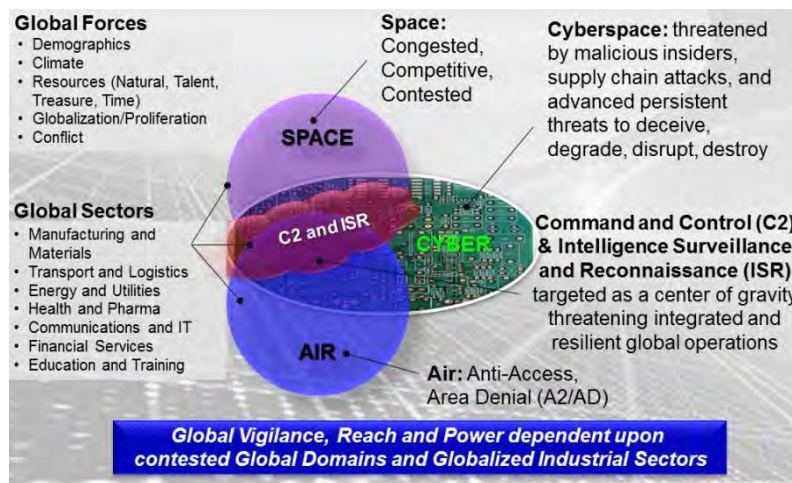 Global Forces
• Demographics
• Climate
• Resources (Natural, Talent,
Treasure, Time)
• Globalization/Proliferation
• Conflict
Space:
Congested,
Competitive,
Contested
Cyberspace: threatened
by malicious insiders,
supply chain attacks, and
advanced persistent
threats to deceive,
degrade, disrupt, destroy
SPACE
C2 and ISR
CYBER
AIR
Global Sectors
• Manufacturing and
Materials
• Transport and Logistics
• Energy and Utilities
• Health and Pharma
• Communications and IT
• Financial Services
• Education and Training
Command and Control (C2)
& Intelligence Surveillance
and Reconnaissance (ISR)
targeted as a center of gravity
threatening integrated and
resilient global operations
Air: Anti-Access,
Area Denial (A2/AD)
Global Vigilance, Reach and Power dependent upon
contested Global Domains and Globalized Industrial Sectors